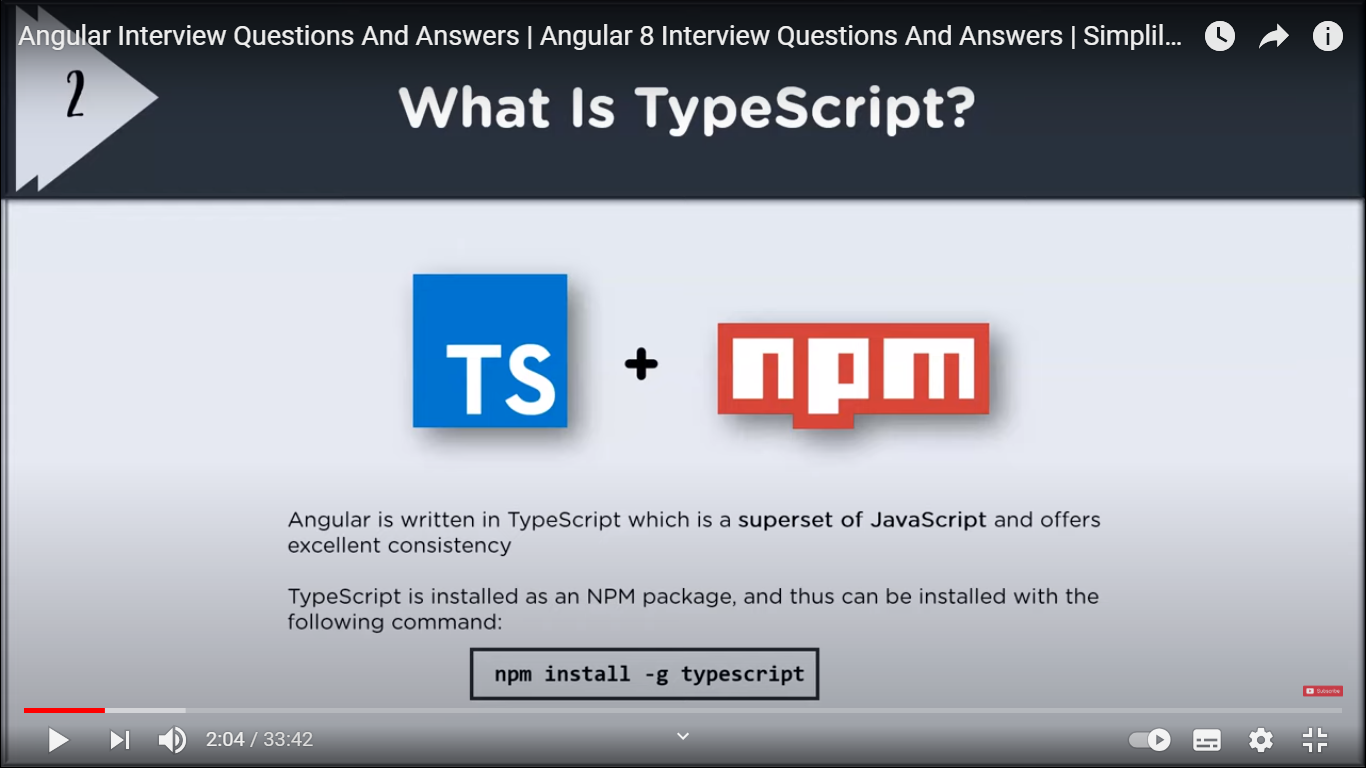 Angular Interview Questions And Answers | Angular 8 Interview Questions And Answers | Simplil...
2
What Is TypeScript?
TS
npm
Angular is written in TypeScript which is a superset of JavaScript and offers
excellent consistency
TypeScript is installed as an NPM package, and thus can be installed with the
following command:
npm install -g typescript
Subscribe
2:04 / 33:42